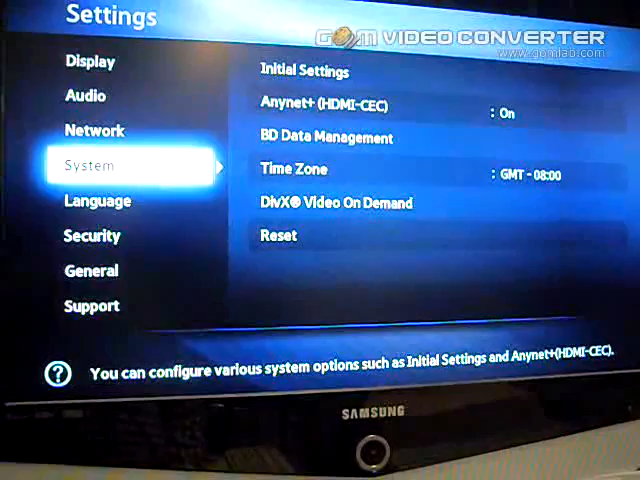 Settings
GOM VIDEO CONVERTER
www.gomlab.com
Display
Audio
Network
System
Language
Security
General
Support
Initial Settings
Anynet+ (HDMI-CEC) : On
BD Data Management
Time Zone : GMT - 08:00
DivX® Video On Demand
Reset
? You can configure various system options such as Initial Settings and Anynet+(HDMI-CEC).
SAMSUNG